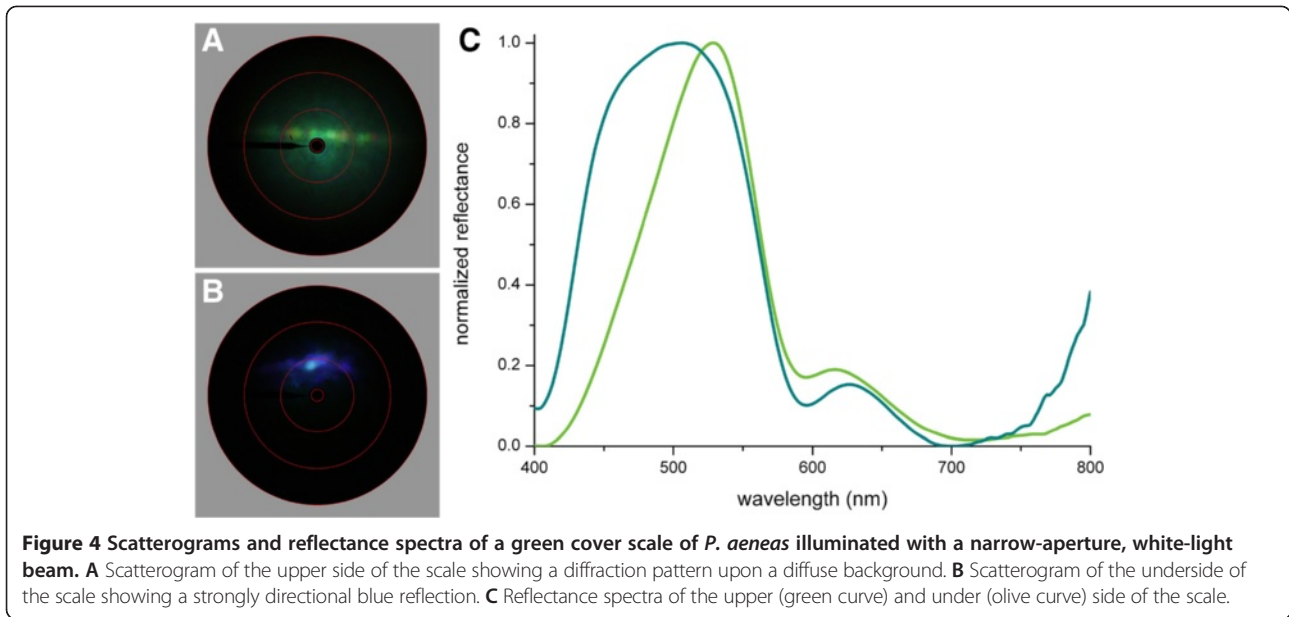 A
B
C
1.0
0.8
0.6
0.4
0.2
0.0
normalized reflectance
400 500 600 700 800
wavelength (nm)
Figure 4 Scatterograms and reflectance spectra of a green cover scale of P. aeneas illuminated with a narrow-aperture, white-light
beam. A Scatterogram of the upper side of the scale showing a diffraction pattern upon a diffuse background. B Scatterogram of the underside of
the scale showing a strongly directional blue reflection. C Reflectance spectra of the upper (green curve) and under (olive curve) side of the scale.